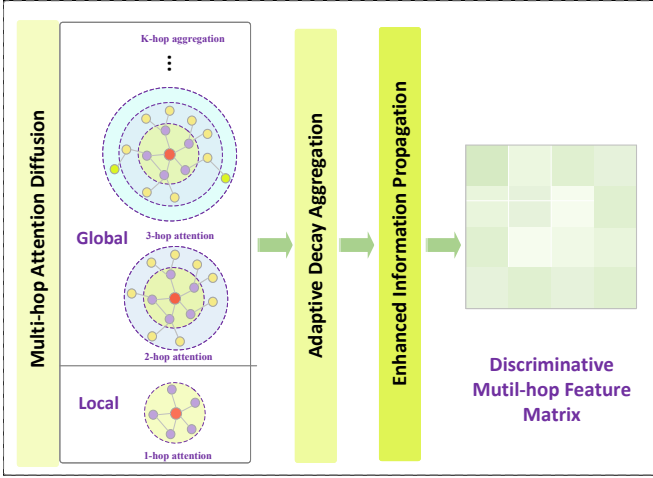 Multi-hop Attention Diffusion
K-hop aggregation
...
Global
3-hop attention
2-hop attention
Local
1-hop attention
Adaptive Decay Aggregation
Enhanced Information Propagation
Discriminative
Mutil-hop Feature
Matrix